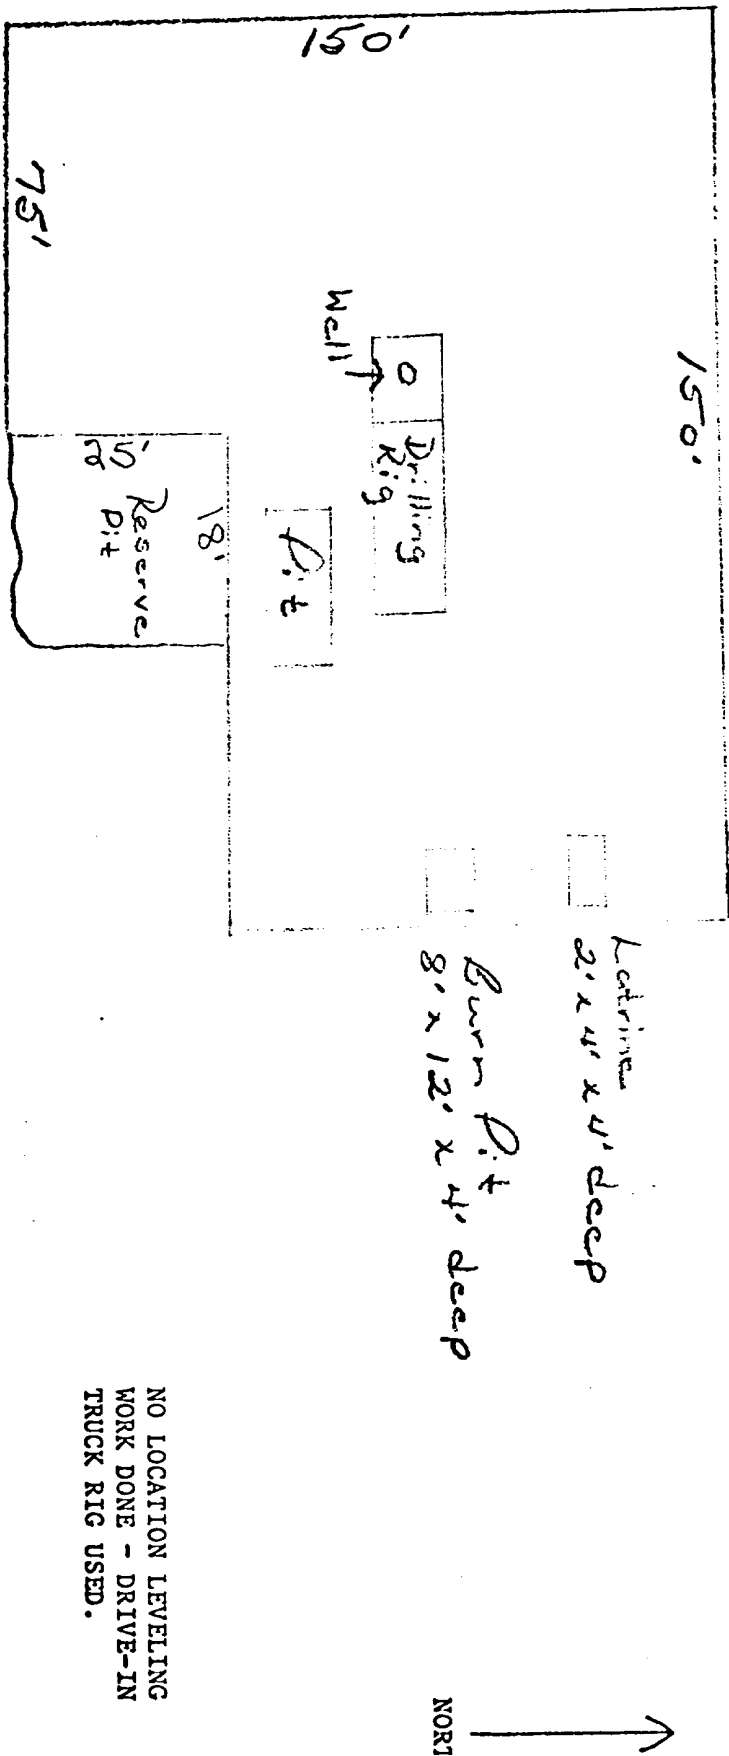 150'
150'
75'
Well
O
Drilling
Rig
Pit
18'
25'
Reserve
Pit
Latrine
2' x 4' x 4' deep
Burn Pit
8' x 12' x 4' deep
NO LOCATION LEVELING
WORK DONE - DRIVE-IN
TRUCK RIG USED.
NORT